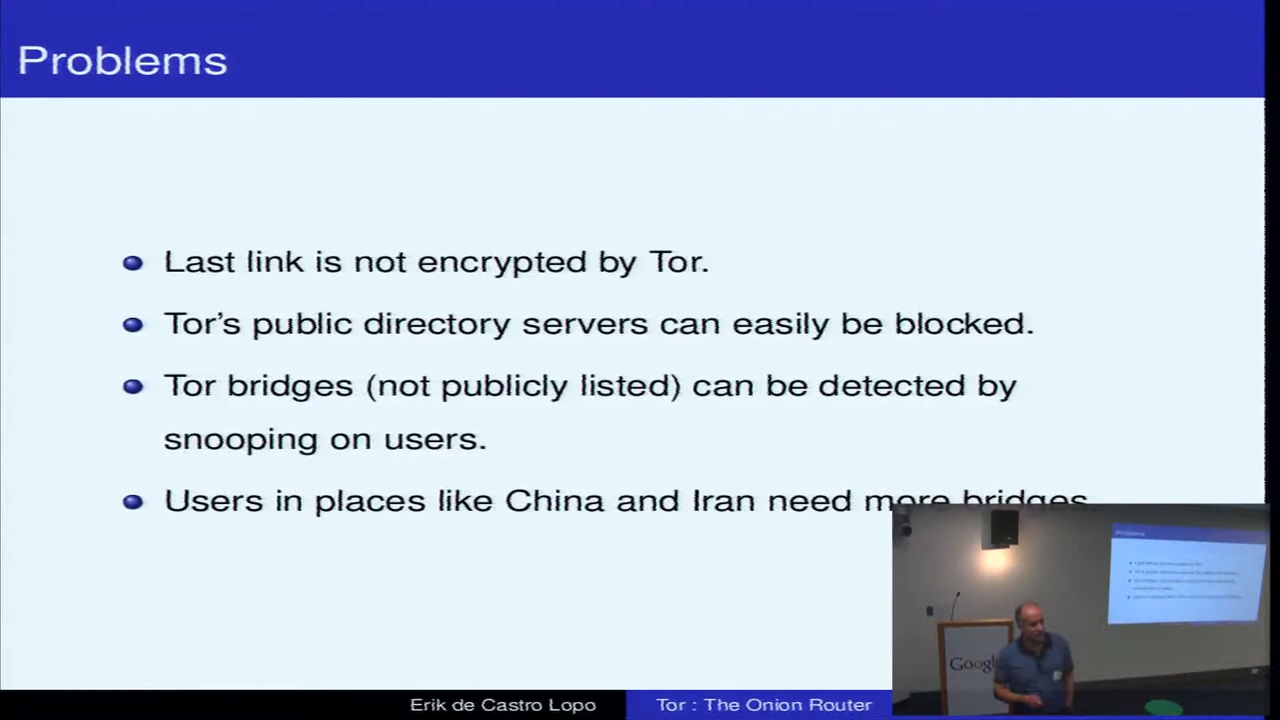 Problems
Last link is not encrypted by Tor.
Tor's public directory servers can easily be blocked.
Tor bridges (not publicly listed) can be detected by
snooping on users.
Users in places like China and Iran need more bridges.
Erik de Castro Lopo
Tor : The Onion Router
Google
Problems